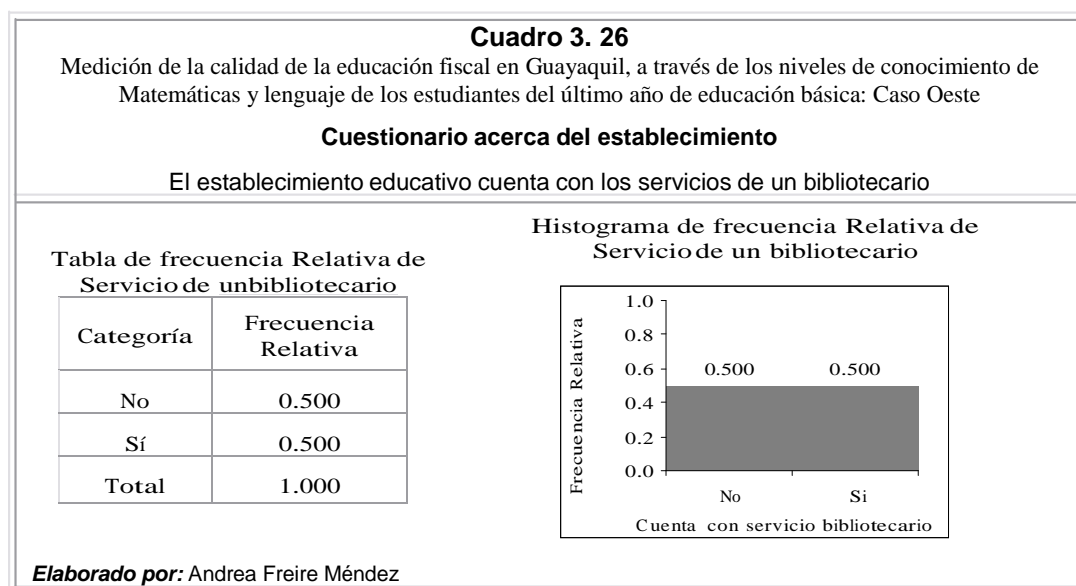 Cuadro 3. 26
Medición de la calidad de la educación fiscal en Guayaquil, a través de los niveles de conocimiento de
Matemáticas y lenguaje de los estudiantes del último año de educación básica: Caso Oeste
Cuestionario acerca del establecimiento
El establecimiento educativo cuenta con los servicios de un bibliotecario
Tabla de frecuencia Relativa de
Servicio de unbibliotecario
Categoría Frecuencia
Relativa
No 0.500
Sí 0.500
Total 1.000
Histograma de frecuencia Relativa de
Servicio de un bibliotecario
Frecuencia Relativa
1.0
0.8
0.6
0.4
0.2
0.0
0.500 0.500
No Si
Cuenta con servicio bibliotecario
Elaborado por: Andrea Freire Méndez